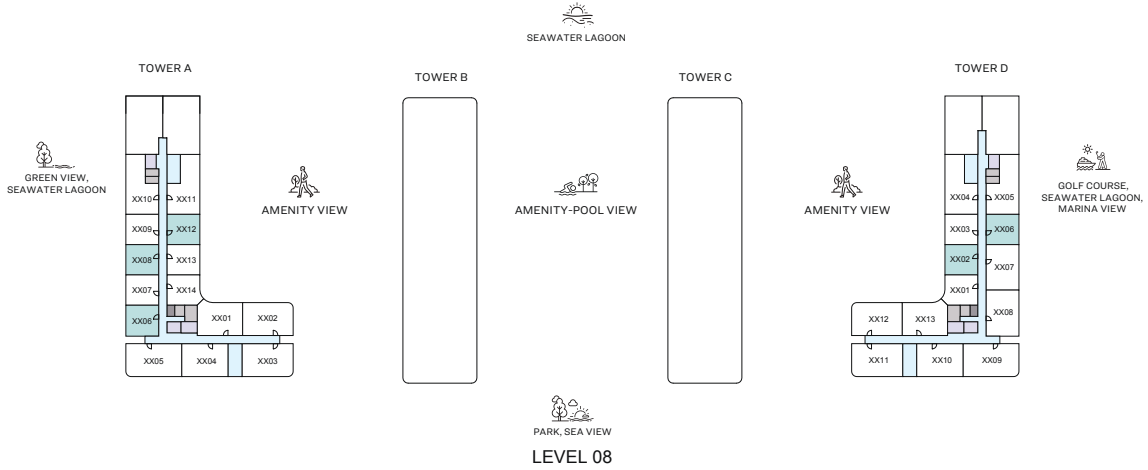 SEAWATER LAGOON
TOWER A
TOWER B
TOWER C
TOWER D
GREEN VIEW,
SEAWATER LAGOON
AMENITY VIEW
AMENITY-POOL VIEW
AMENITY VIEW
GOLF COURSE,
SEAWATER LAGOON,
MARINA VIEW
XX10 XX11
XX09 XX12
XX08 XX13
XX07 XX14
XX06 XX01 XX02
XX05 XX04 XX03
XX04 XX05
XX03 XX06
XX02 XX07
XX01
XX12 XX13 XX08
XX11 XX10 XX09
PARK, SEA VIEW
LEVEL 08